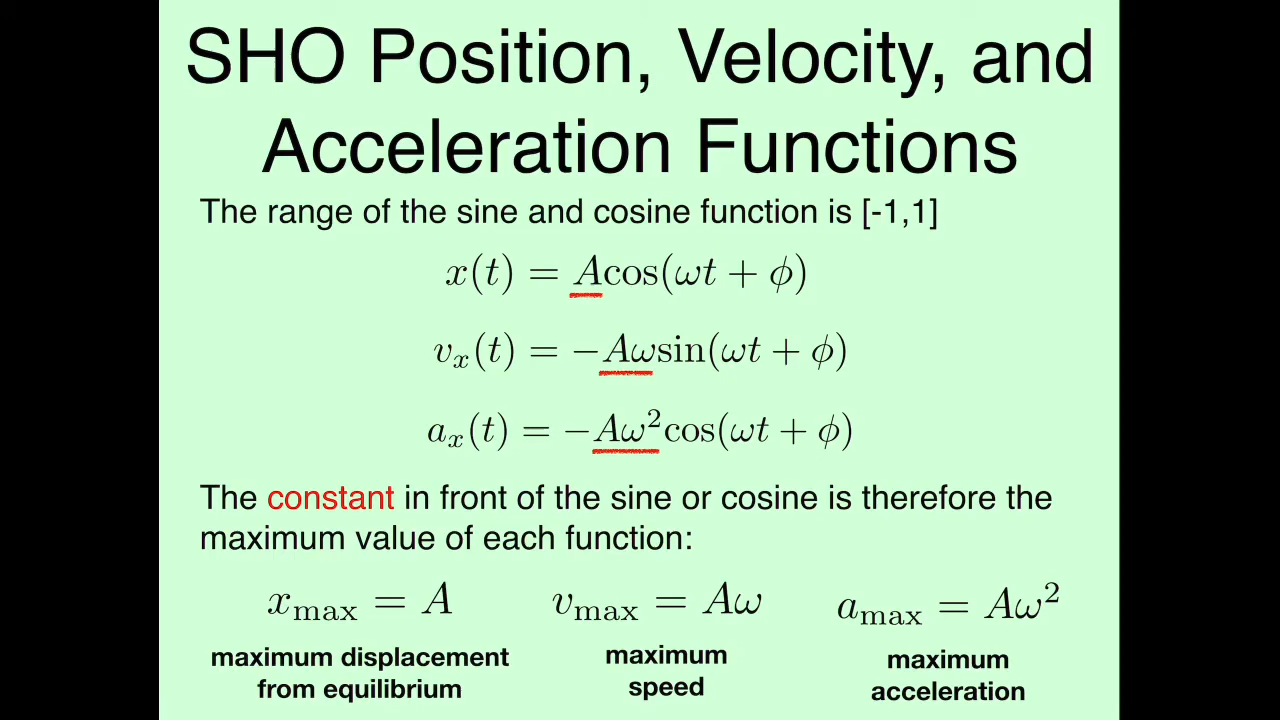 SHO Position, Velocity, and
Acceleration Functions
The range of the sine and cosine function is [-1,1]
x(t) = Acos(ωt + ϕ)
vₓ(t) = −Aωsin(ωt + ϕ)
aₓ(t) = −Aω²cos(ωt + ϕ)
The constant in front of the sine or cosine is therefore the
maximum value of each function:
x_max = A v_max = Aω a_max = Aω²
maximum displacement maximum maximum
from equilibrium speed acceleration